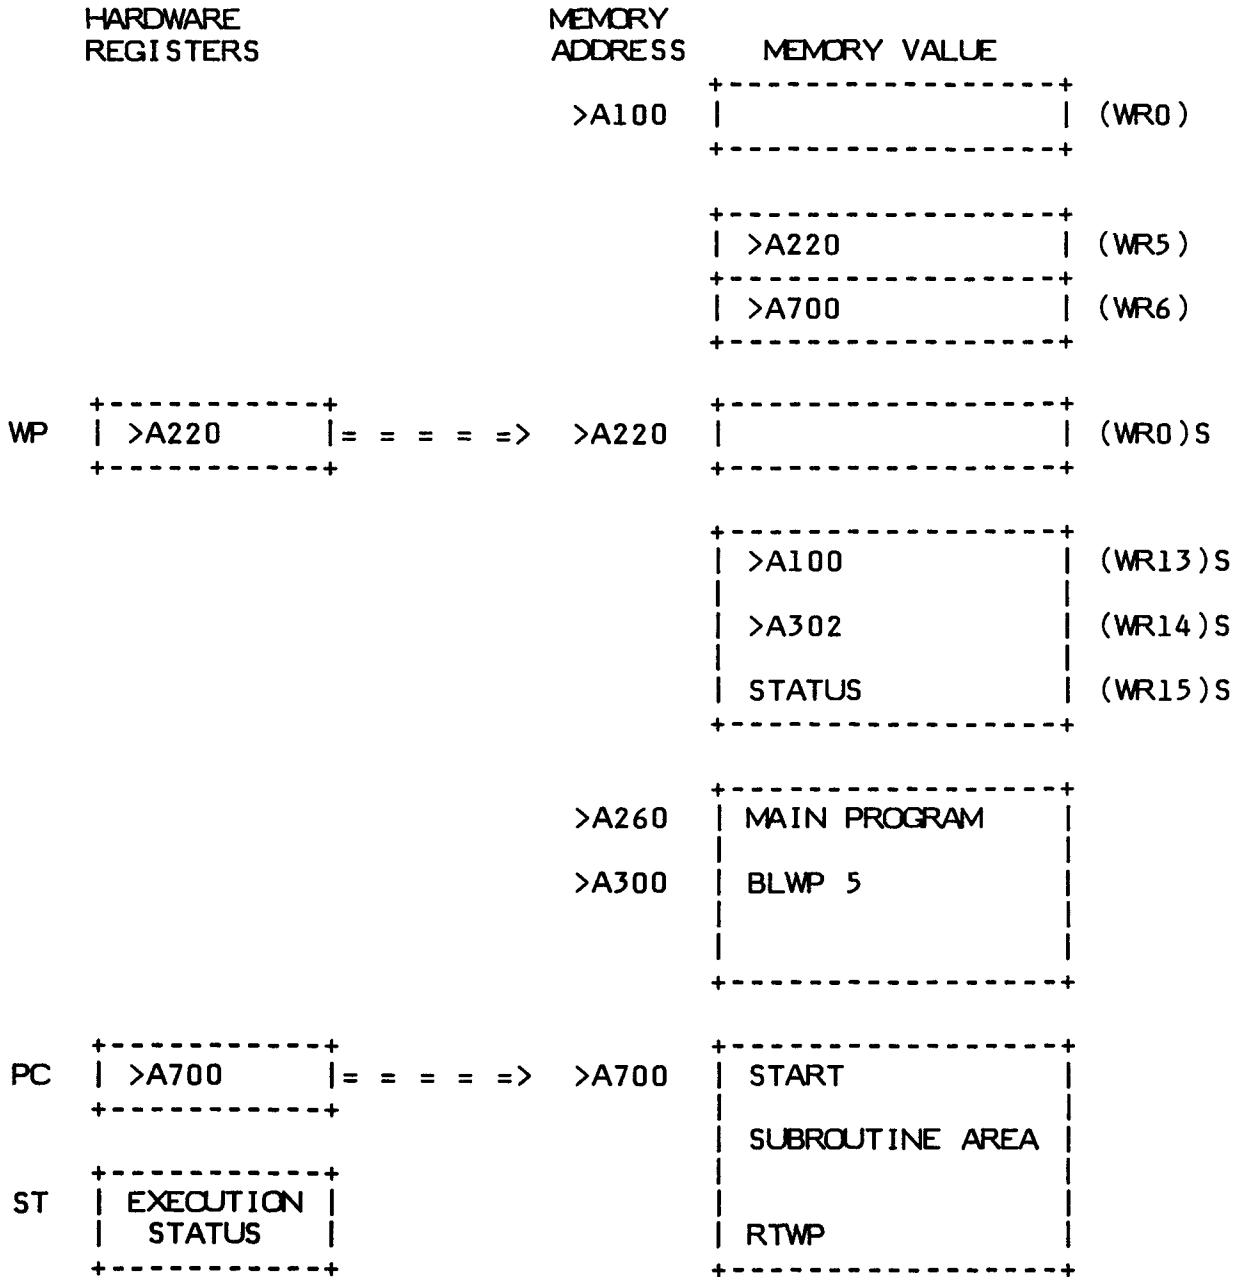 HARDWARE MEMORY
REGISTERS ADDRESS MEMORY VALUE
>A100 (WR0)
>A220 (WR5)
>A700 (WR6)
WP >A220 = = = = => >A220 (WR0)S
>A100 (WR13)S
>A302 (WR14)S
STATUS (WR15)S
>A260 MAIN PROGRAM
>A300 BLWP 5
PC >A700 = = = = => >A700 START
SUBROUTINE AREA
ST EXECUTION
STATUS RTWP